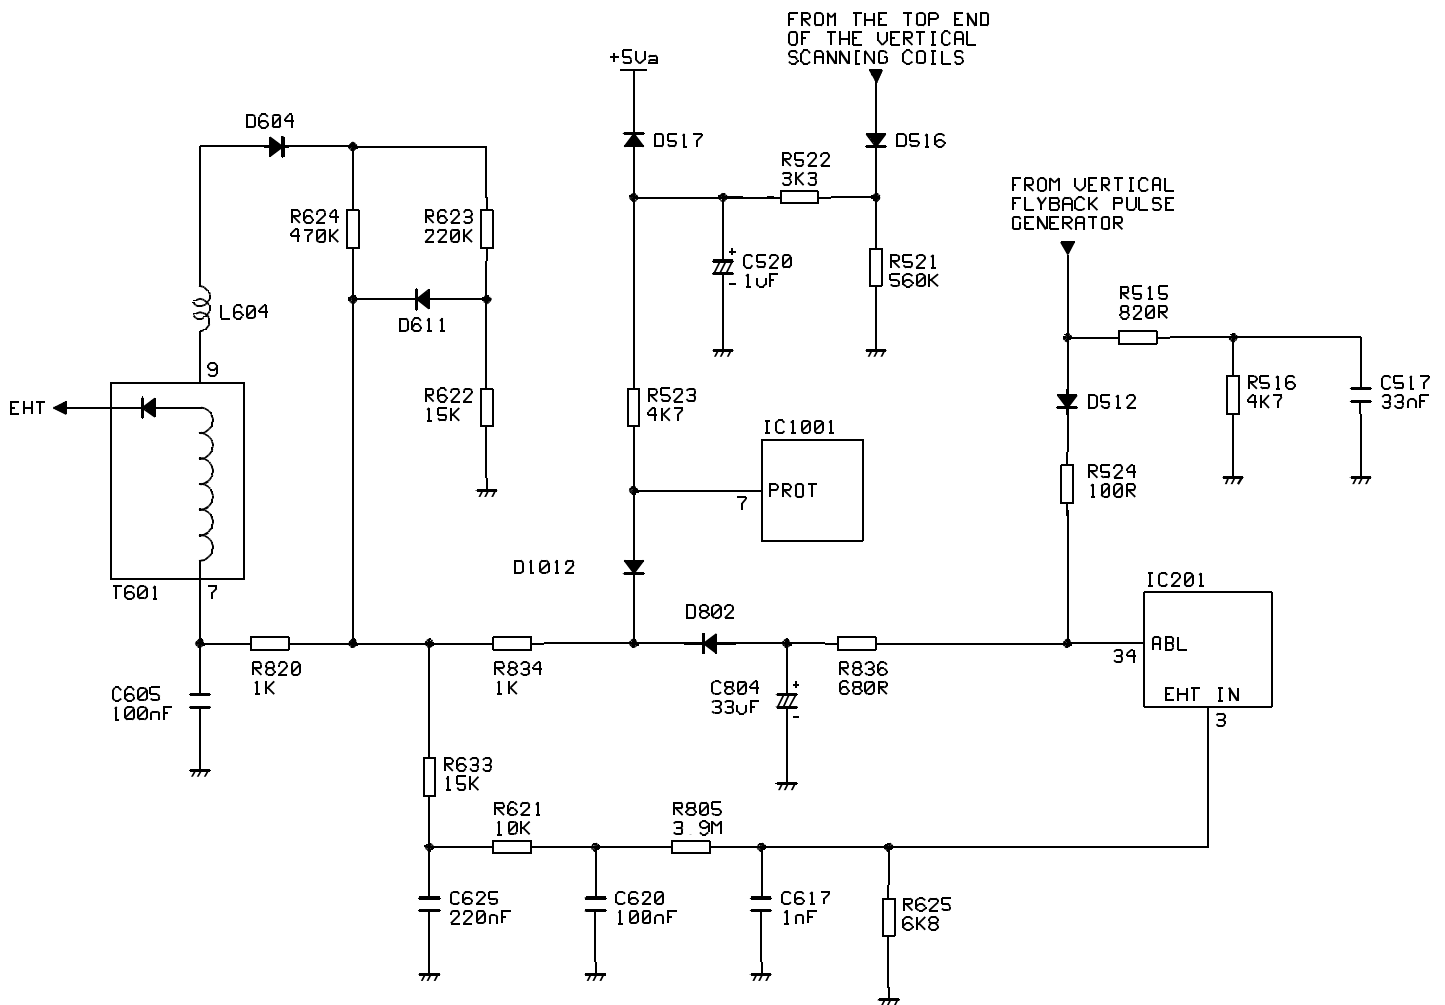 FROM THE TOP END
OF THE VERTICAL
SCANNING COILS
+5Va
D604
D517
D516
R522
3K3
FROM VERTICAL
FLYBACK PULSE
GENERATOR
R624
470K
R623
220K
+
C520
1uF
-
R521
560K
R515
820R
L604
D611
9
EHT
R622
15K
R523
4K7
D512
R516
4K7
C517
33nF
IC1001
PROT
7
R524
100R
D1012
T601
7
IC201
D802
ABL
34
R820
1K
R834
1K
R836
680R
C605
100nF
C804
33uF
+
-
EHT IN
3
R633
15K
R621
10K
R805
3.9M
C625
220nF
C620
100nF
C617
1nF
R625
6K8